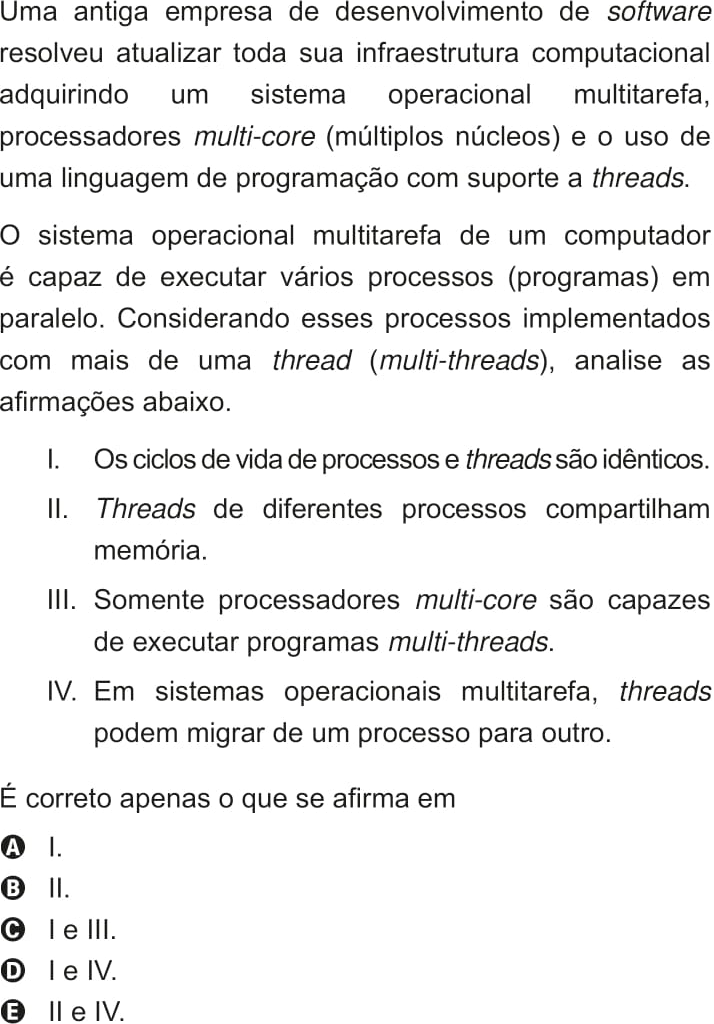 Uma antiga empresa de desenvolvimento de software
resolveu atualizar toda sua infraestrutura computacional
adquirindo um sistema operacional multitarefa,
processadores multi-core (múltiplos núcleos) e o uso de
uma linguagem de programação com suporte a threads.
O sistema operacional multitarefa de um computador
é capaz de executar vários processos (programas) em
paralelo. Considerando esses processos implementados
com mais de uma thread (multi-threads), analise as
afirmações abaixo.
I. Os ciclos de vida de processos e threads são idênticos.
II. Threads de diferentes processos compartilham
memória.
III. Somente processadores multi-core são capazes
de executar programas multi-threads.
IV. Em sistemas operacionais multitarefa, threads
podem migrar de um processo para outro.
É correto apenas o que se afirma em
A I.
B II.
C I e III.
D I e IV.
E II e IV.